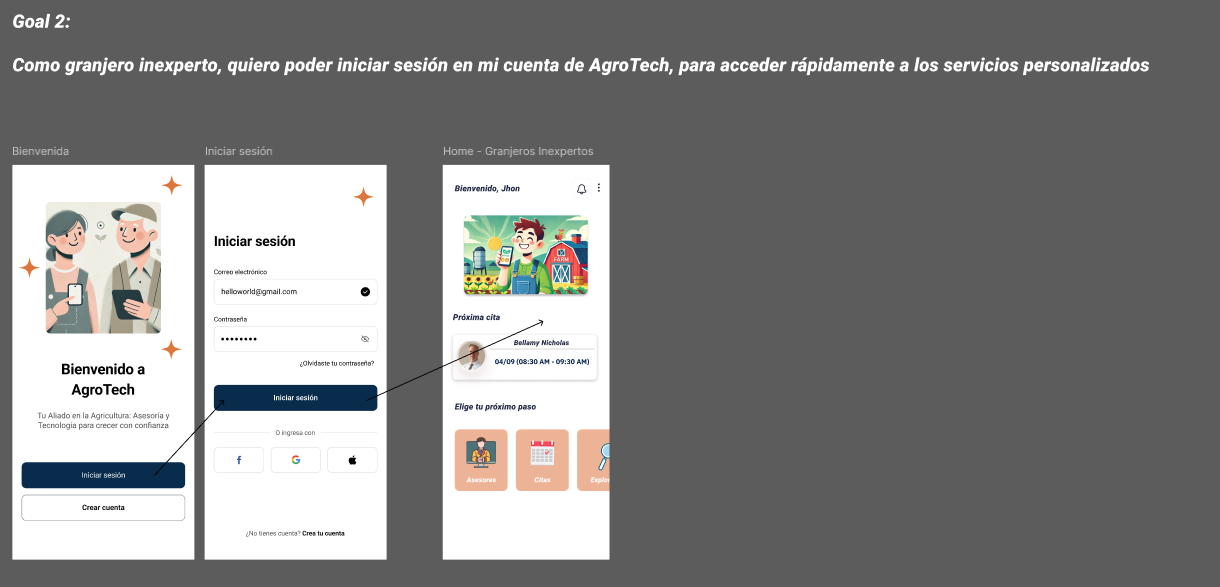 Goal 2:
Como granjero inexperto, quiero poder iniciar sesión en mi cuenta de AgroTech, para acceder rápidamente a los servicios personalizados
Bienvenida
Bienvenido a
AgroTech
Tu Aliado en la Agricultura: Asesoría y
Tecnología para crecer con confianza
Iniciar sesión
Crear cuenta
Iniciar sesión
Iniciar sesión
Correo electrónico
helloworld@gmail.com
Contraseña
¿Olvidaste tu contraseña?
Iniciar sesión
O ingresa con
f
G
¿No tienes cuenta? Crea tu cuenta
Home - Granjeros Inexpertos
Bienvenido, Jhon
FARM
Próxima cita
Bellamy Nicholas
04/09 (08:30 AM - 09:30 AM)
Elige tu próximo paso
Asesores
Citas
Explor